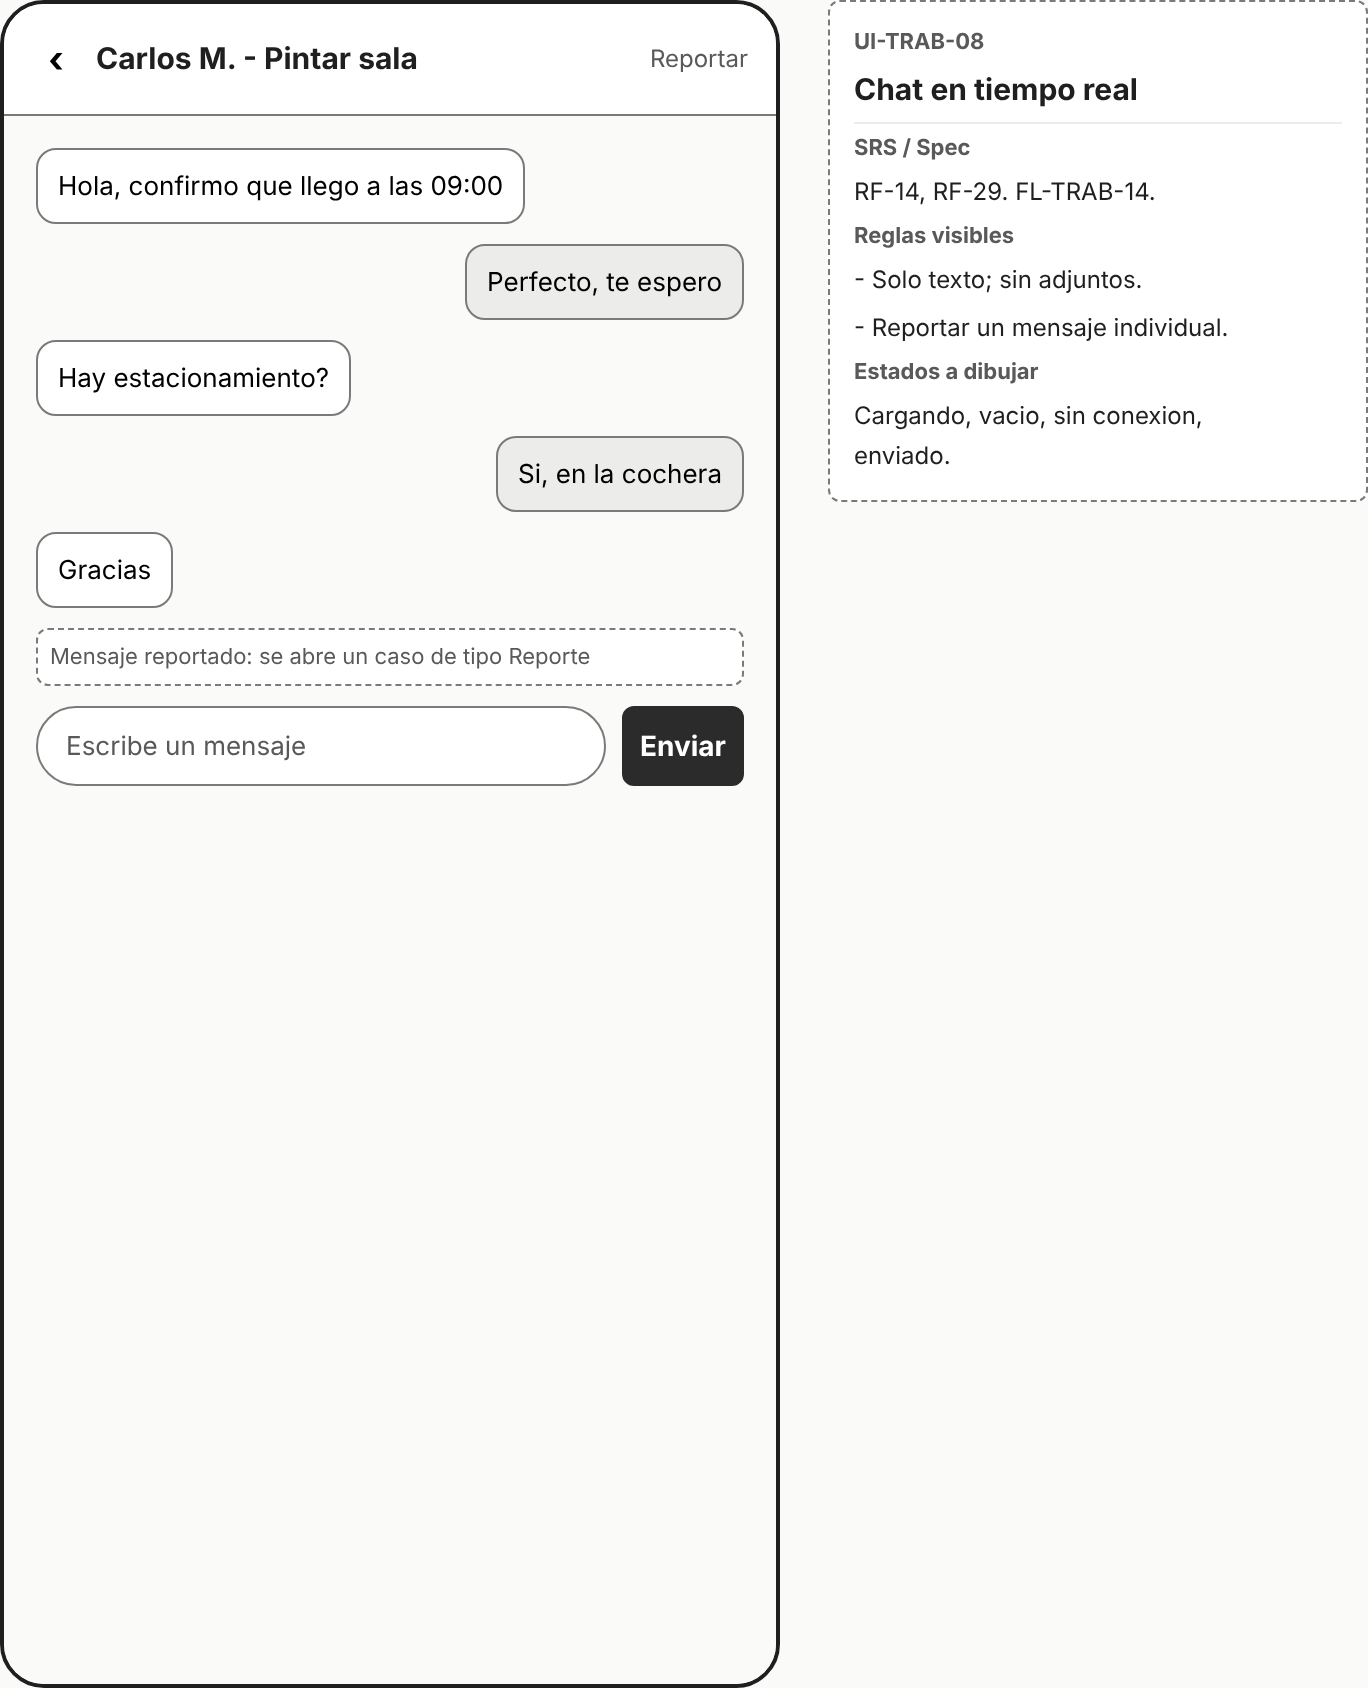 ‹ Carlos M. - Pintar sala Reportar
Hola, confirmo que llego a las 09:00
Perfecto, te espero
Hay estacionamiento?
Si, en la cochera
Gracias
Mensaje reportado: se abre un caso de tipo Reporte
Escribe un mensaje Enviar
UI-TRAB-08
Chat en tiempo real
SRS / Spec
RF-14, RF-29. FL-TRAB-14.
Reglas visibles
- Solo texto; sin adjuntos.
- Reportar un mensaje individual.
Estados a dibujar
Cargando, vacio, sin conexion,
enviado.